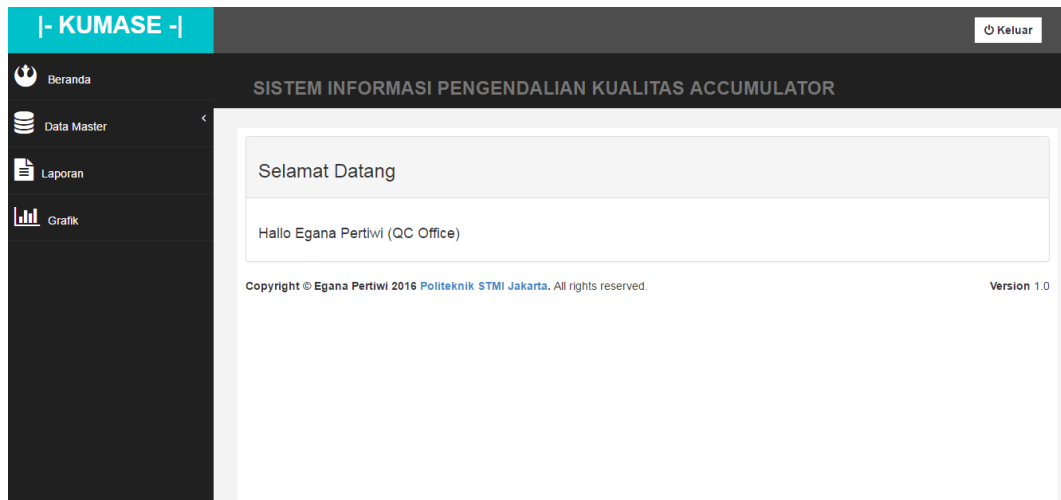 |- KUMASE -|
Keluar
Beranda
SISTEM INFORMASI PENGENDALIAN KUALITAS ACCUMULATOR
Data Master
Laporan
Grafik
Selamat Datang
Hallo Egana Pertiwi (QC Office)
Copyright © Egana Pertiwi 2016 Politeknik STMI Jakarta. All rights reserved.
Version 1.0